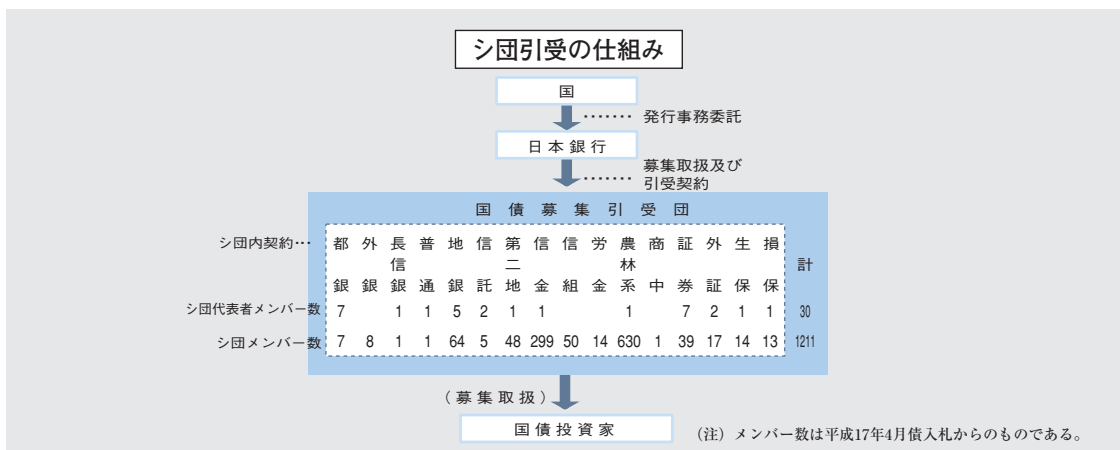 シ団引受の仕組み
国
発行事務委託
日本銀行
募集取扱及び
引受契約
国債募集引受団
シ団内契約… 都銀 外銀 長信銀 普通 地銀 信託 第二地 信金 信組 労金 農林系 商中 証券 外証 生保 損保 計
シ団代表者メンバー数 7 1 1 5 2 1 1 1 7 2 1 1 30
シ団メンバー数 7 8 1 1 64 5 48 299 50 14 630 1 39 17 14 13 1211
(募集取扱)
国債投資家
(注)メンバー数は平成17年4月債入札からのものである。